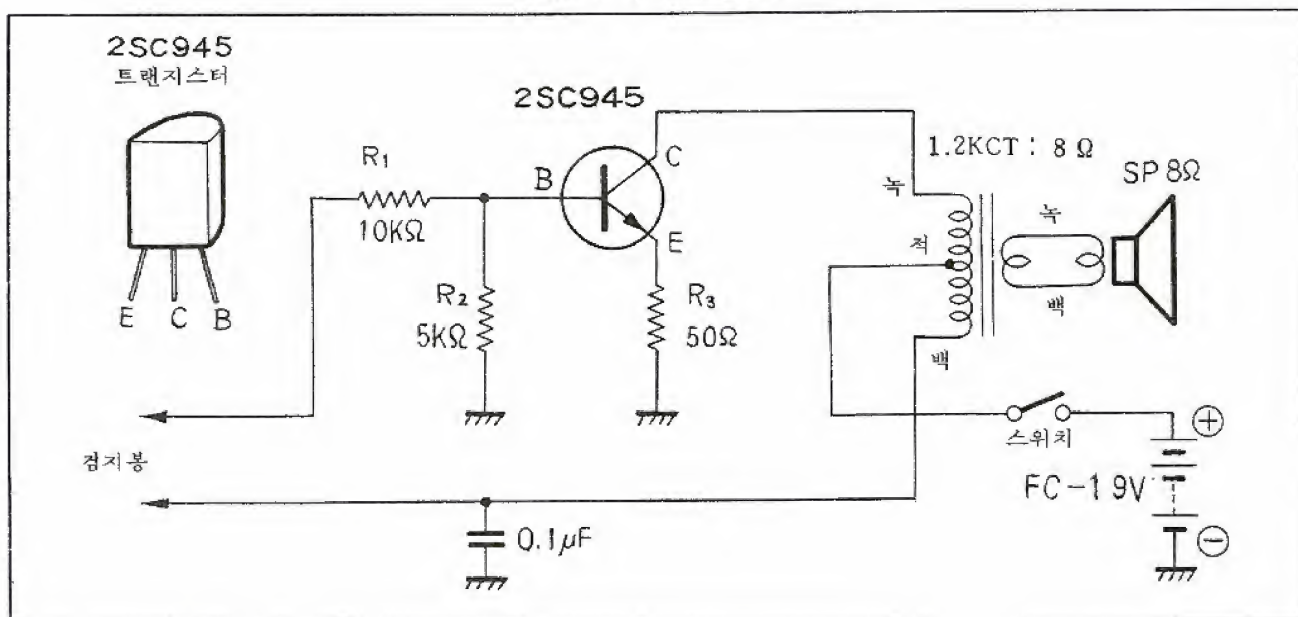 2SC945
트랜지스터
E C B
2SC945
B
C
E
R₁
10KΩ
R₂
5KΩ
R₃
50Ω
1.2KCT : 8 Ω
녹
적
백
녹
백
SP 8Ω
스위치
⊕
FC-1 9V
⊖
검지봉
0.1μF